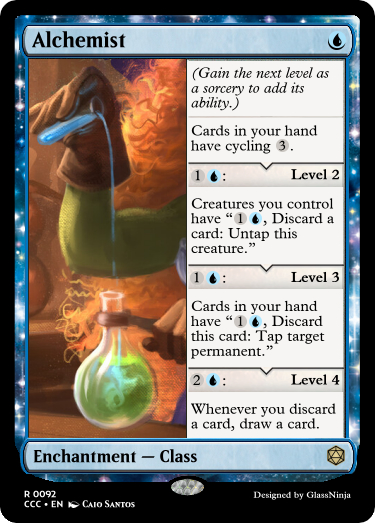 Alchemist
(Gain the next level as
a sorcery to add its
ability.)
Cards in your hand
have cycling 3.
1 : Level 2
Creatures you control
have “1 , Discard a
card: Untap this
creature.”
1 : Level 3
Cards in your hand
have “1 , Discard
this card: Tap target
permanent.”
2 : Level 4
Whenever you discard
a card, draw a card.
Enchantment — Class
R 0092
CCC • EN Caio Santos
Designed by GlassNinja